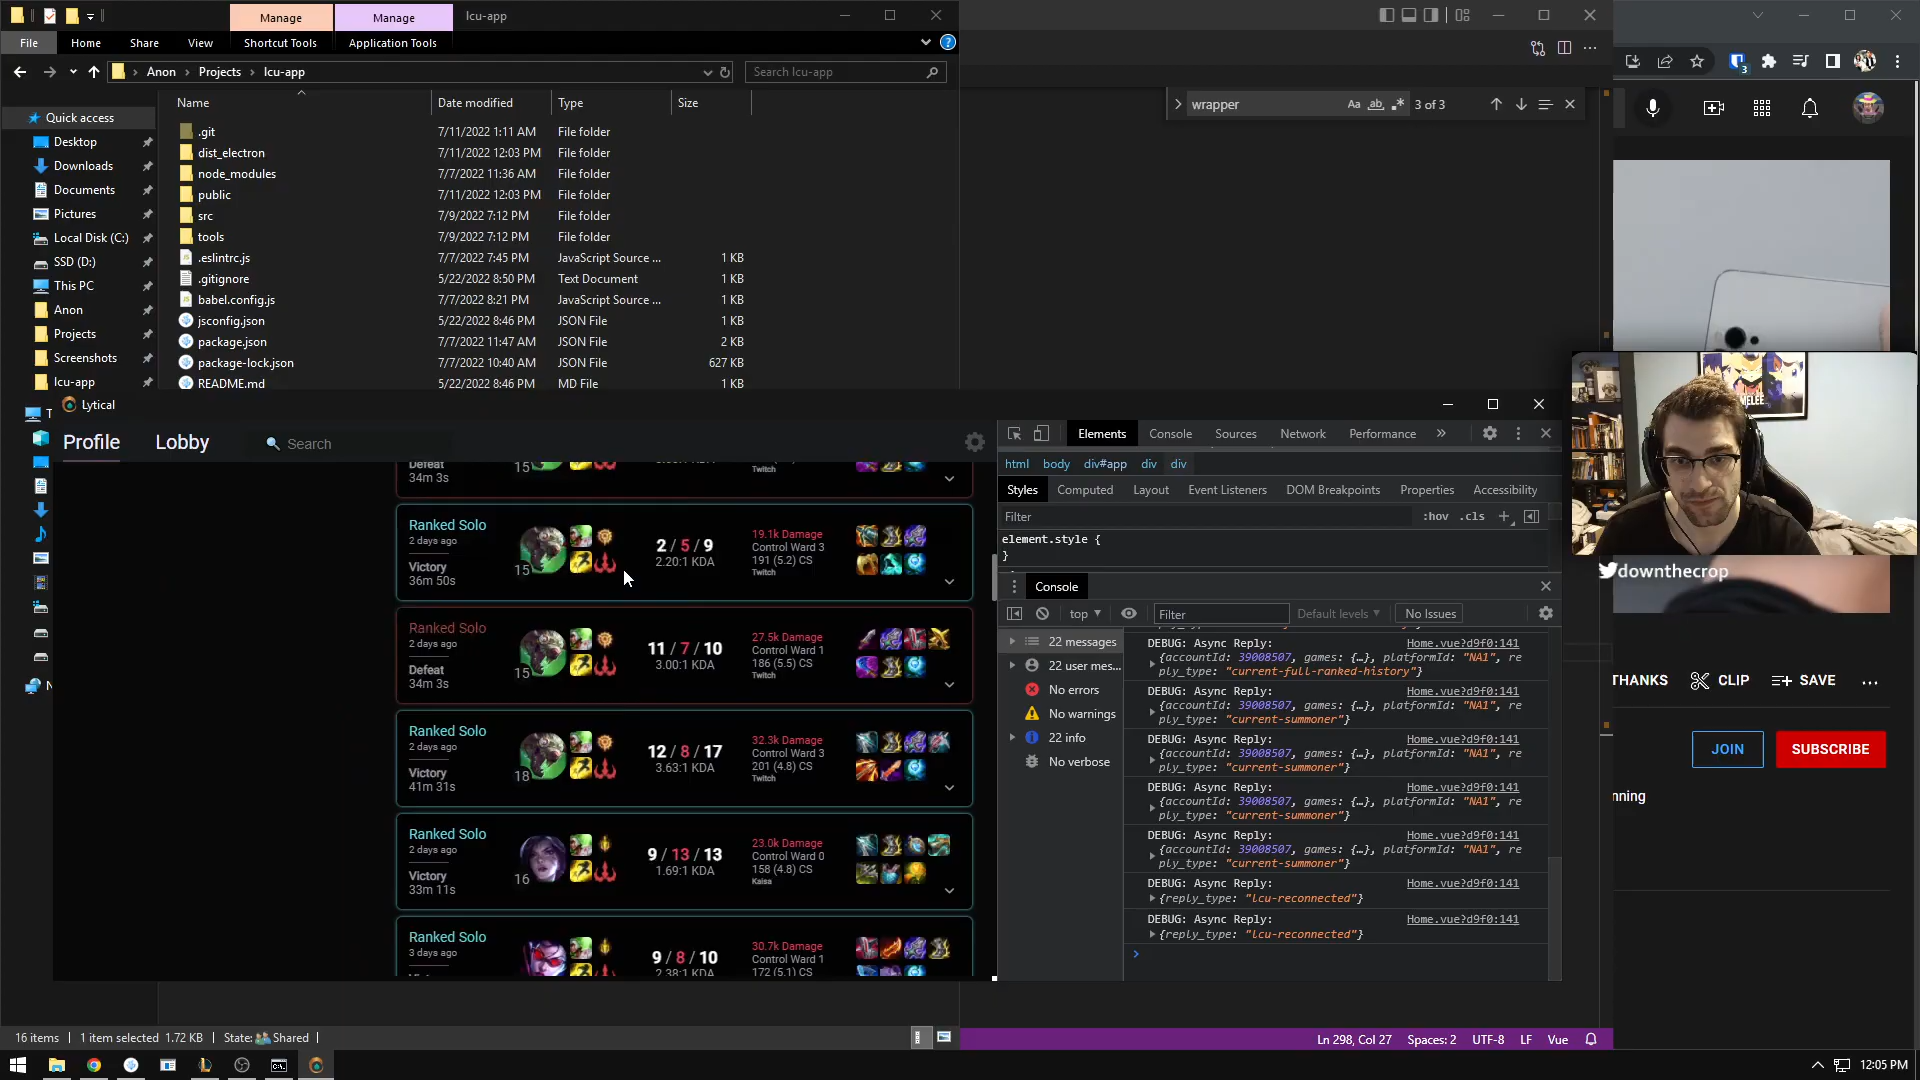 Manage
Manage
lcu-app
File
Home
Share
View
Shortcut Tools
Application Tools
Anon
Projects
lcu-app
Search lcu-app
wrapper
Aa
ab
3 of 3
Quick access
Desktop
Downloads
Documents
Pictures
Local Disk (C:)
SSD (D:)
This PC
Anon
Projects
Screenshots
lcu-app
Name
Date modified
Type
Size
.git 7/11/2022 1:11 AM File folder
dist_electron 7/11/2022 12:03 PM File folder
node_modules 7/7/2022 11:36 AM File folder
public 7/11/2022 12:03 PM File folder
src 7/9/2022 7:12 PM File folder
tools 7/9/2022 7:12 PM File folder
.eslintrc.js 7/7/2022 7:45 PM JavaScript Source ... 1 KB
.gitignore 5/22/2022 8:50 PM Text Document 1 KB
babel.config.js 7/7/2022 8:21 PM JavaScript Source ... 1 KB
jsconfig.json 5/22/2022 8:46 PM JSON File 1 KB
package.json 7/7/2022 11:47 AM JSON File 2 KB
package-lock.json 7/7/2022 10:40 AM JSON File 627 KB
README.md 5/22/2022 8:46 PM MD File 1 KB
Lytical
Profile
Lobby
Search
Defeat
34m 3s
15
Twitch
Ranked Solo
2 days ago
Victory
36m 50s
15
2 / 5 / 9
2.20:1 KDA
19.1k Damage
Control Ward 3
191 (5.2) CS
Twitch
Ranked Solo
2 days ago
Defeat
34m 3s
15
11 / 7 / 10
3.00:1 KDA
27.5k Damage
Control Ward 1
186 (5.5) CS
Twitch
Ranked Solo
2 days ago
Victory
41m 31s
18
12 / 8 / 17
3.63:1 KDA
32.3k Damage
Control Ward 3
201 (4.8) CS
Twitch
Ranked Solo
2 days ago
Victory
33m 11s
16
9 / 13 / 13
1.69:1 KDA
23.0k Damage
Control Ward 0
158 (4.8) CS
Kaisa
Ranked Solo
3 days ago
9 / 8 / 10
2.38:1 KDA
30.7k Damage
Control Ward 1
172 (5.1) CS
Elements
Console
Sources
Network
Performance
html
body
div#app
div
div
Styles
Computed
Layout
Event Listeners
DOM Breakpoints
Properties
Accessibility
Filter
:hov
.cls
element.style {
}
Console
top
Filter
Default levels
No Issues
22 messages
22 user mes...
No errors
No warnings
22 info
No verbose
DEBUG: Async Reply: Home.vue?d9f0:141
{accountId: 39008507, games: {…}, platformId: "NA1", re
ply_type: "current-full-ranked-history"}
DEBUG: Async Reply: Home.vue?d9f0:141
{accountId: 39008507, games: {…}, platformId: "NA1", re
ply_type: "current-summoner"}
DEBUG: Async Reply: Home.vue?d9f0:141
{accountId: 39008507, games: {…}, platformId: "NA1", re
ply_type: "current-summoner"}
DEBUG: Async Reply: Home.vue?d9f0:141
{accountId: 39008507, games: {…}, platformId: "NA1", re
ply_type: "current-summoner"}
DEBUG: Async Reply: Home.vue?d9f0:141
{accountId: 39008507, games: {…}, platformId: "NA1", re
ply_type: "current-summoner"}
DEBUG: Async Reply: Home.vue?d9f0:141
{reply_type: "lcu-reconnected"}
DEBUG: Async Reply: Home.vue?d9f0:141
{reply_type: "lcu-reconnected"}
3
MELEE
downthecrop
THANKS
CLIP
SAVE
JOIN
SUBSCRIBE
nning
16 items
1 item selected 1.72 KB
State:
Shared
Ln 298, Col 27
Spaces: 2
UTF-8
LF
Vue
12:05 PM